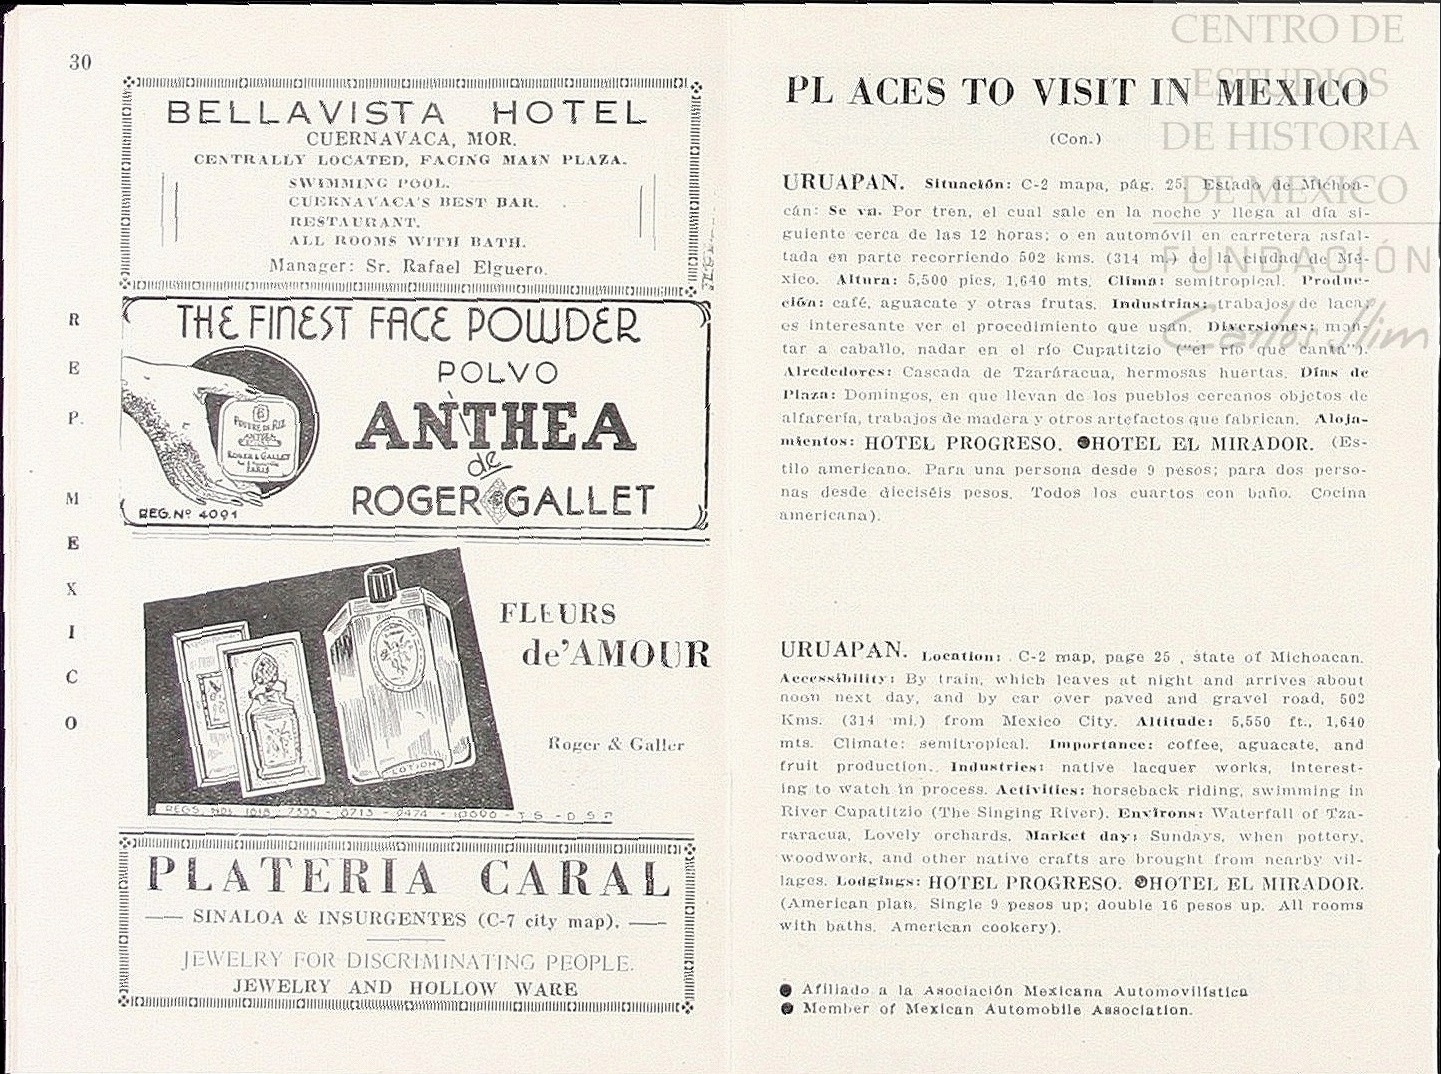 30
BELLAVISTA HOTEL
CUERNAVACA, MOR.
CENTRALLY LOCATED, FACING MAIN PLAZA.
SWIMMING POOL.
CUERNAVACA'S BEST BAR.
RESTAURANT.
ALL ROOMS WITH BATH.
Manager: Sr. Rafael Elguero.
REP. MEXICO
THE FINEST FACE POWDER
POLVO
ANTHEA
de
ROGER GALLET
POUDRE DE RIZ
ANTHEA
ROGER & GALLET
PARIS
REG. Nº 4091
FLEURS
de'AMOUR
Roger & Galler
LOTION
PLATERIA CARAL
SINALOA & INSURGENTES (C-7 city map).
JEWELRY FOR DISCRIMINATING PEOPLE.
JEWELRY AND HOLLOW WARE
PL ACES TO VISIT IN MEXICO
(Con.)
URUAPAN. Situación: C-2 mapa, pág. 25. Estado de Michoa-
cán: Se va. Por tren, el cual sale en la noche y llega al día si-
guiente cerca de las 12 horas; o en automóvil en carretera asfal-
tada en parte recorriendo 502 kms. (314 m.) de la ciudad de Mé-
xico. Altura: 5,500 pies, 1,640 mts. Clima: semitropical. Produc-
ción: café, aguacate y otras frutas. Industrias: trabajos de laca;
es interesante ver el procedimiento que usan. Diversiones: mon-
tar a caballo, nadar en el río Cupatitzio ("el río que canta").
Alrededores: Cascada de Tzaráracua, hermosas huertas. Días de
Plaza: Domingos, en que llevan de los pueblos cercanos objetos de
alfarería, trabajos de madera y otros artefactos que fabrican. Aloja-
mientos: HOTEL PROGRESO. ●HOTEL EL MIRADOR. (Es-
tilo americano. Para una persona desde 9 pesos; para dos perso-
nas desde dieciséis pesos. Todos los cuartos con baño. Cocina
americana).
URUAPAN. Location: C-2 map, page 25 , state of Michoacan.
Accessibility: By train, which leaves at night and arrives about
noon next day, and by car over paved and gravel road, 502
Kms. (314 mi.) from Mexico City. Altitude: 5,550 ft., 1,640
mts. Climate: semitropical. Importance: coffee, aguacate, and
fruit production.. Industries: native lacquer works, interest-
ing to watch in process. Activities: horseback riding, swimming in
River Cupatitzio (The Singing River). Environs: Waterfall of Tza-
raracua, Lovely orchards. Market day: Sundays, when pottery,
woodwork, and other native crafts are brought from nearby vil-
lages. Lodgings: HOTEL PROGRESO. ●HOTEL EL MIRADOR.
(American plan. Single 9 pesos up; double 16 pesos up. All rooms
with baths. American cookery).
● Afiliado a la Asociación Mexicana Automovilística
● Member of Mexican Automobile Association.
CENTRO DE
ESTUDIOS
DE HISTORIA
DE MEXICO
FUNDACIÓN
Carlos Slim